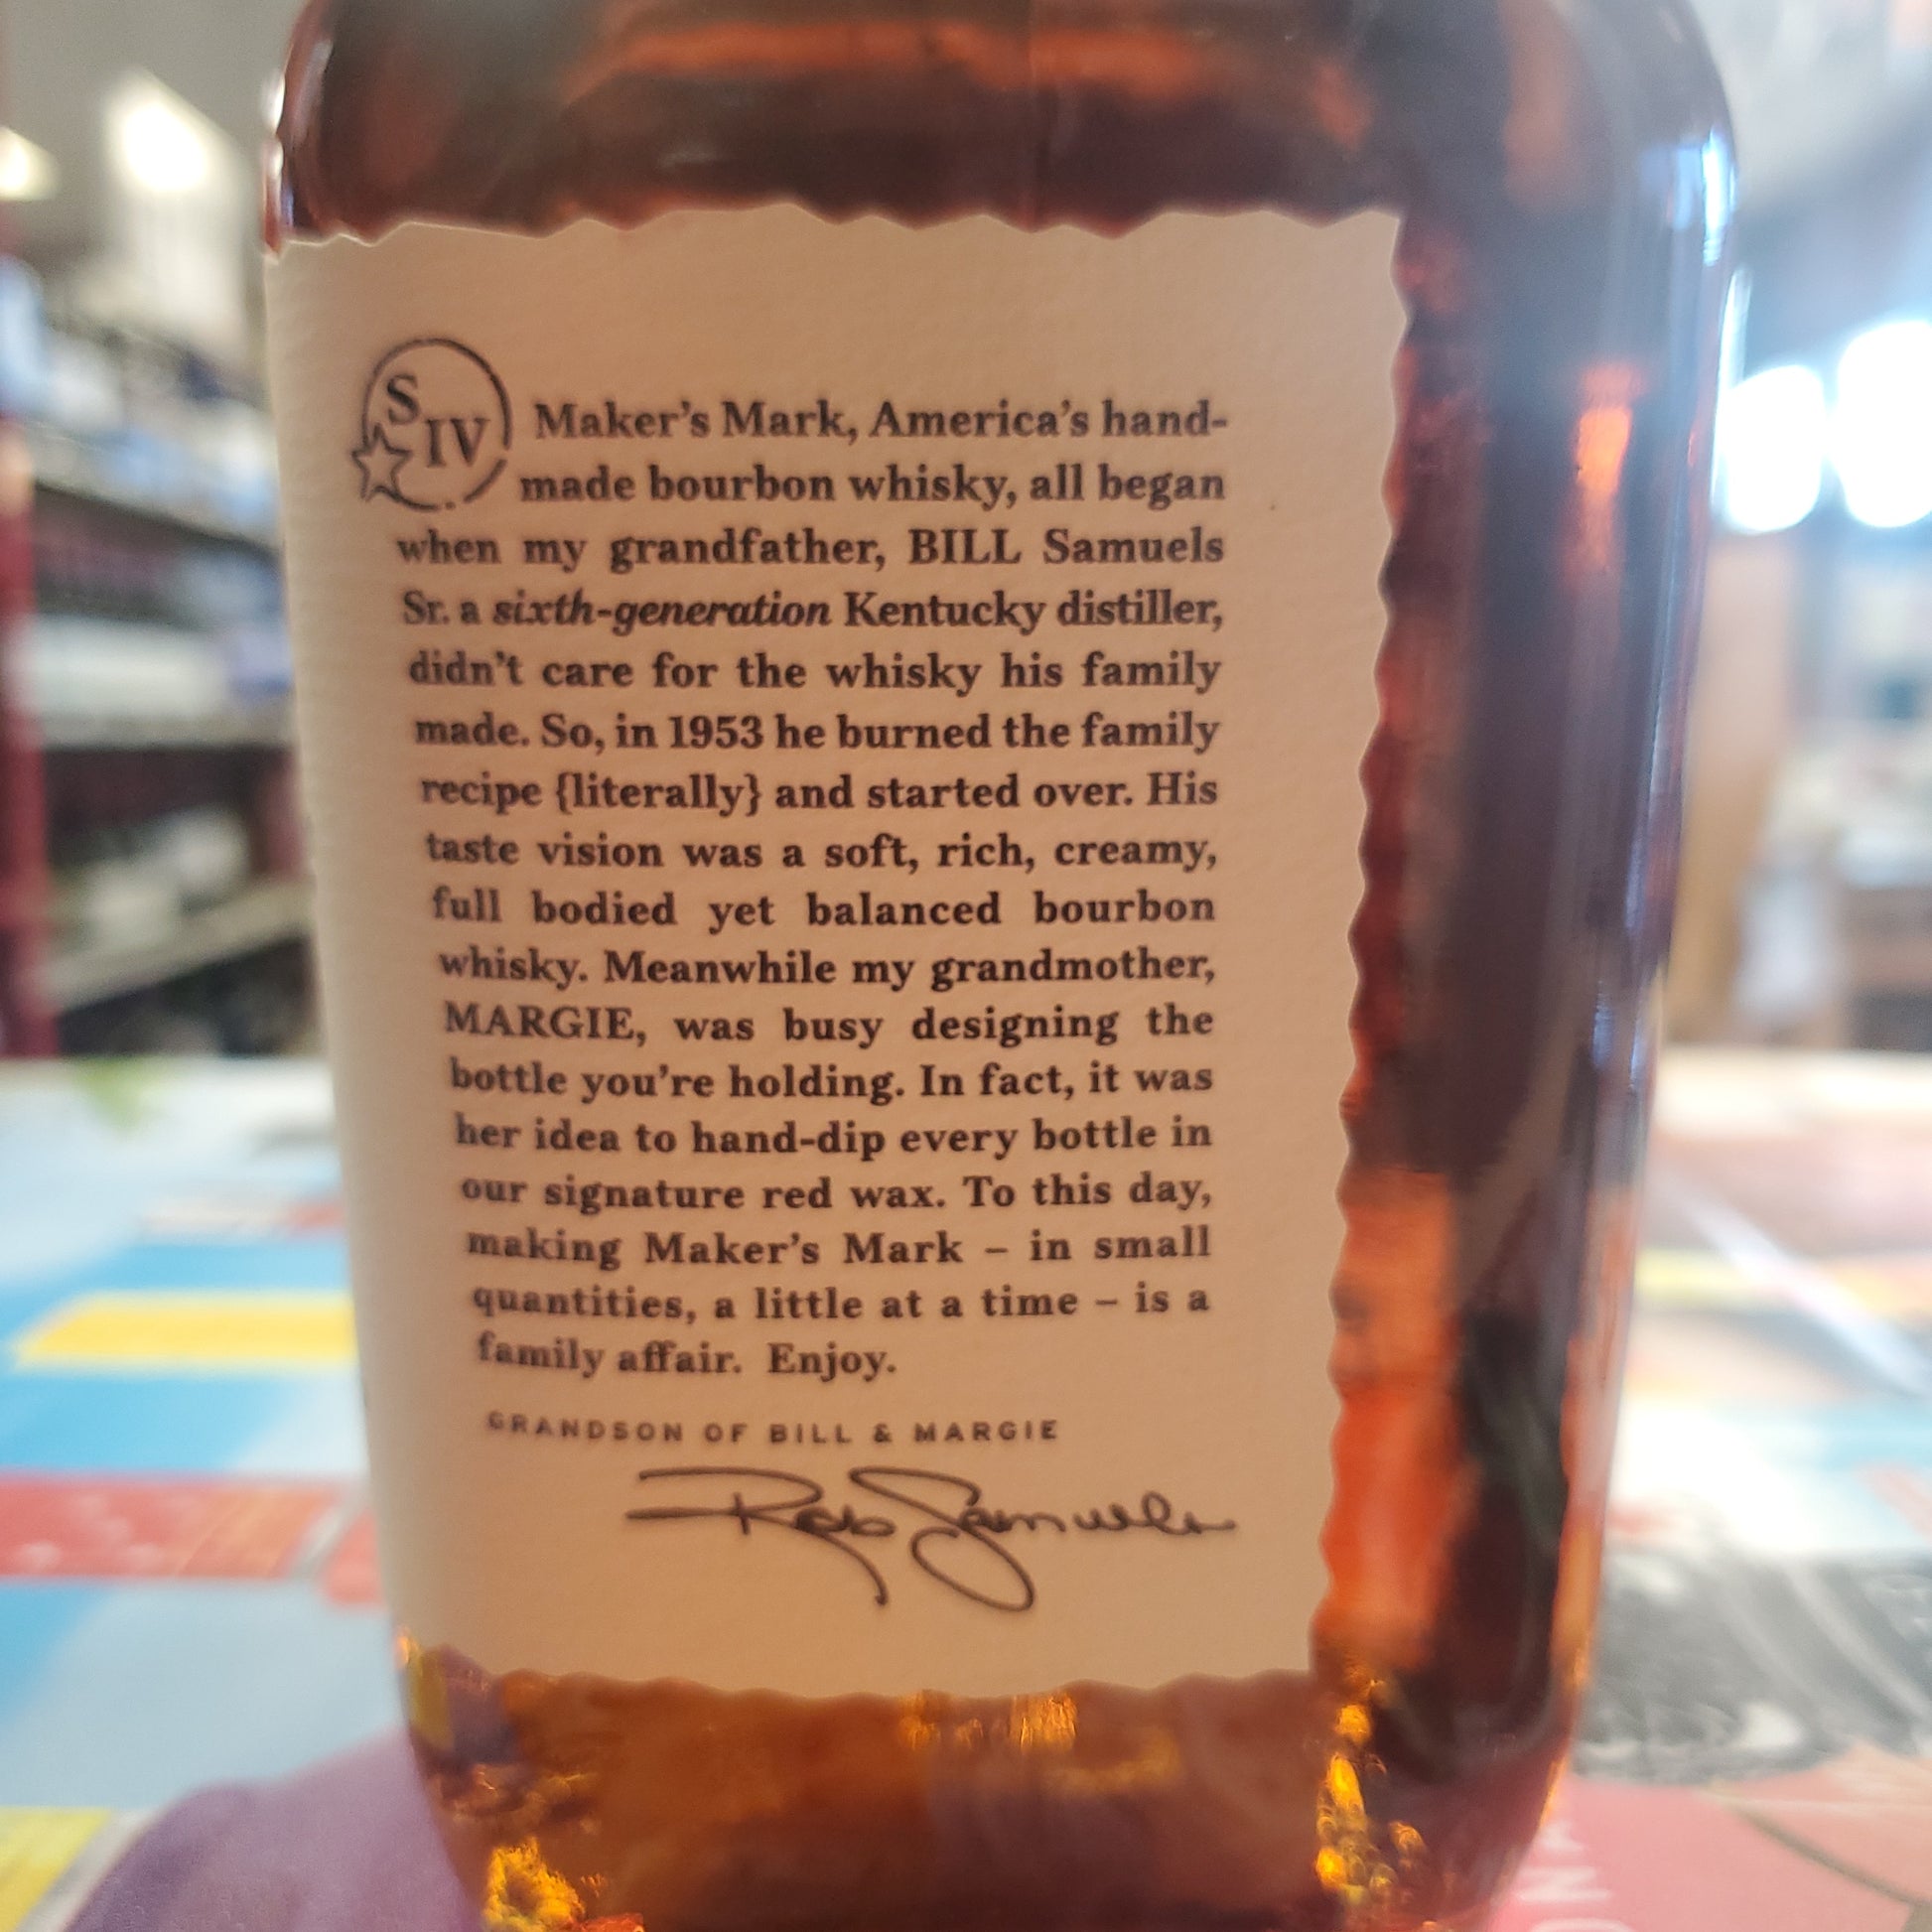 S
IV
Maker's Mark, America's hand-
made bourbon whisky, all began
when my grandfather, BILL Samuels
Sr. a sixth-generation Kentucky distiller,
didn't care for the whisky his family
made. So, in 1953 he burned the family
recipe {literally} and started over. His
taste vision was a soft, rich, creamy,
full bodied yet balanced bourbon
whisky. Meanwhile my grandmother,
MARGIE, was busy designing the
bottle you're holding. In fact, it was
her idea to hand-dip every bottle in
our signature red wax. To this day,
making Maker's Mark – in small
quantities, a little at a time – is a
family affair. Enjoy.
GRANDSON OF BILL & MARGIE
Rob Samuels